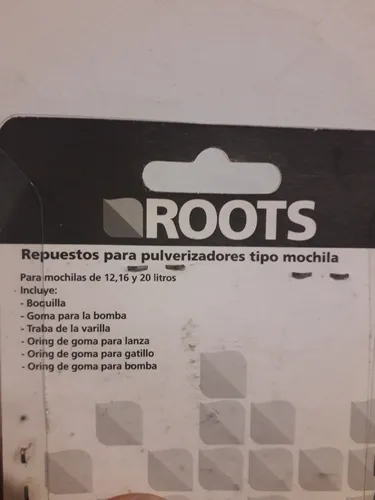 ROOTS
Repuestos para pulverizadores tipo mochila
Para mochilas de 12,16 y 20 litros
Incluye:
- Boquilla
- Goma para la bomba
- Traba de la varilla
- Oring de goma para lanza
- Oring de goma para gatillo
- Oring de goma para bomba